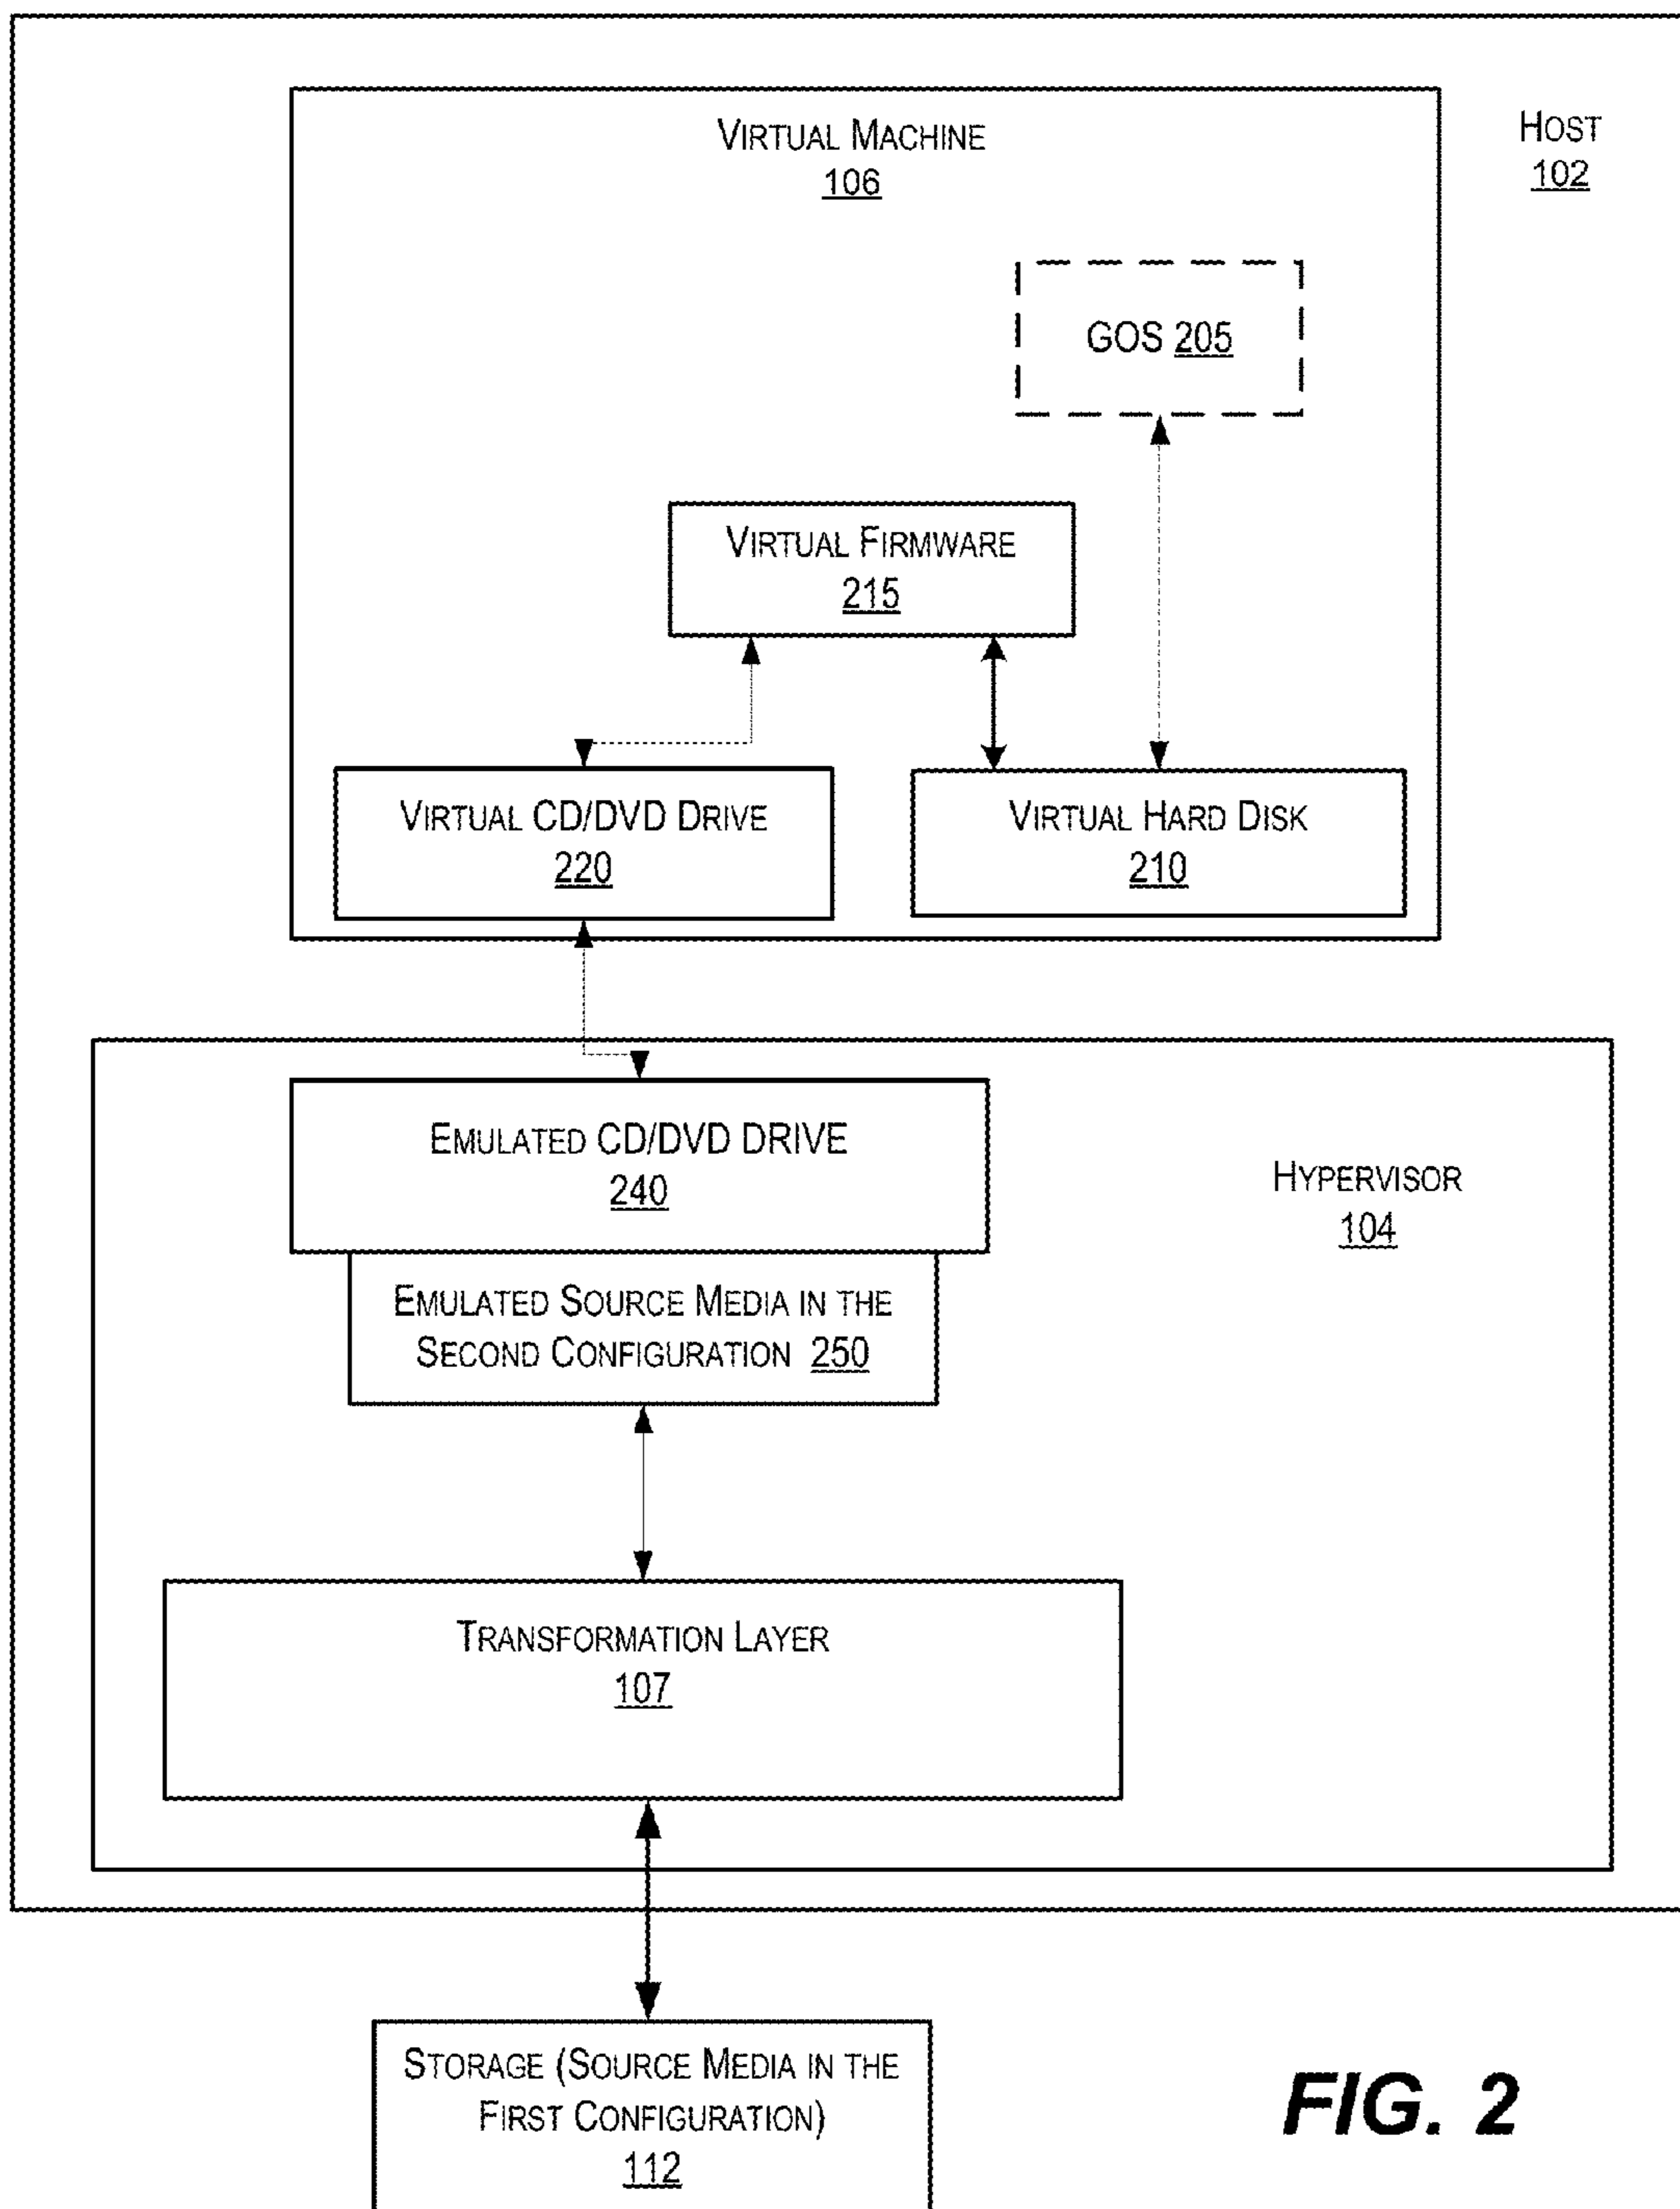 Virtual Machine
106
Host
102
GOS 205
Virtual Firmware
215
Virtual CD/DVD Drive
220
Virtual Hard Disk
210
Emulated CD/DVD DRIVE
240
Hypervisor
104
Emulated Source Media in the
Second Configuration 250
Transformation Layer
107
Storage (Source Media in the
First Configuration)
112
FIG. 2